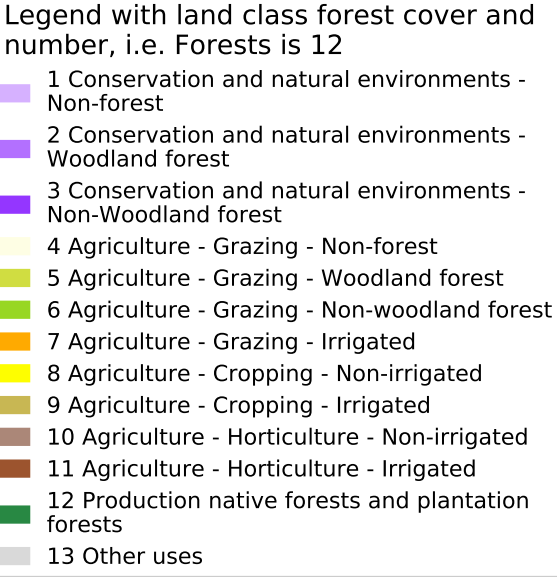 Legend with land class forest cover and
number, i.e. Forests is 12
1 Conservation and natural environments -
Non-forest
2 Conservation and natural environments -
Woodland forest
3 Conservation and natural environments -
Non-Woodland forest
4 Agriculture - Grazing - Non-forest
5 Agriculture - Grazing - Woodland forest
6 Agriculture - Grazing - Non-woodland forest
7 Agriculture - Grazing - Irrigated
8 Agriculture - Cropping - Non-irrigated
9 Agriculture - Cropping - Irrigated
10 Agriculture - Horticulture - Non-irrigated
11 Agriculture - Horticulture - Irrigated
12 Production native forests and plantation
forests
13 Other uses